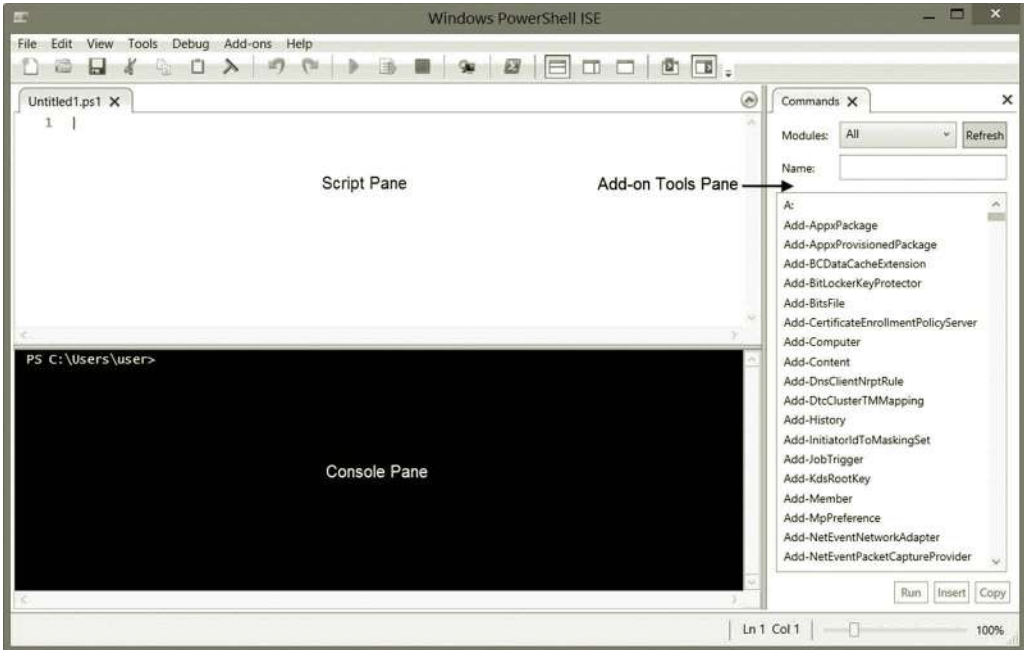 Windows PowerShell ISE
File Edit View Tools Debug Add-ons Help
Untitled1.ps1 X
1
Script Pane
Add-on Tools Pane
PS C:\Users\user>
Console Pane
Commands X
Modules: All Refresh
Name:
A:
Add-AppxPackage
Add-AppxProvisionedPackage
Add-BCDataCacheExtension
Add-BitLockerKeyProtector
Add-BitsFile
Add-CertificateEnrollmentPolicyServer
Add-Computer
Add-Content
Add-DnsClientNrptRule
Add-DtcClusterTMMapping
Add-History
Add-InitiatorIdToMaskingSet
Add-JobTrigger
Add-KdsRootKey
Add-Member
Add-MpPreference
Add-NetEventNetworkAdapter
Add-NetEventPacketCaptureProvider
Run Insert Copy
Ln 1 Col 1 100%